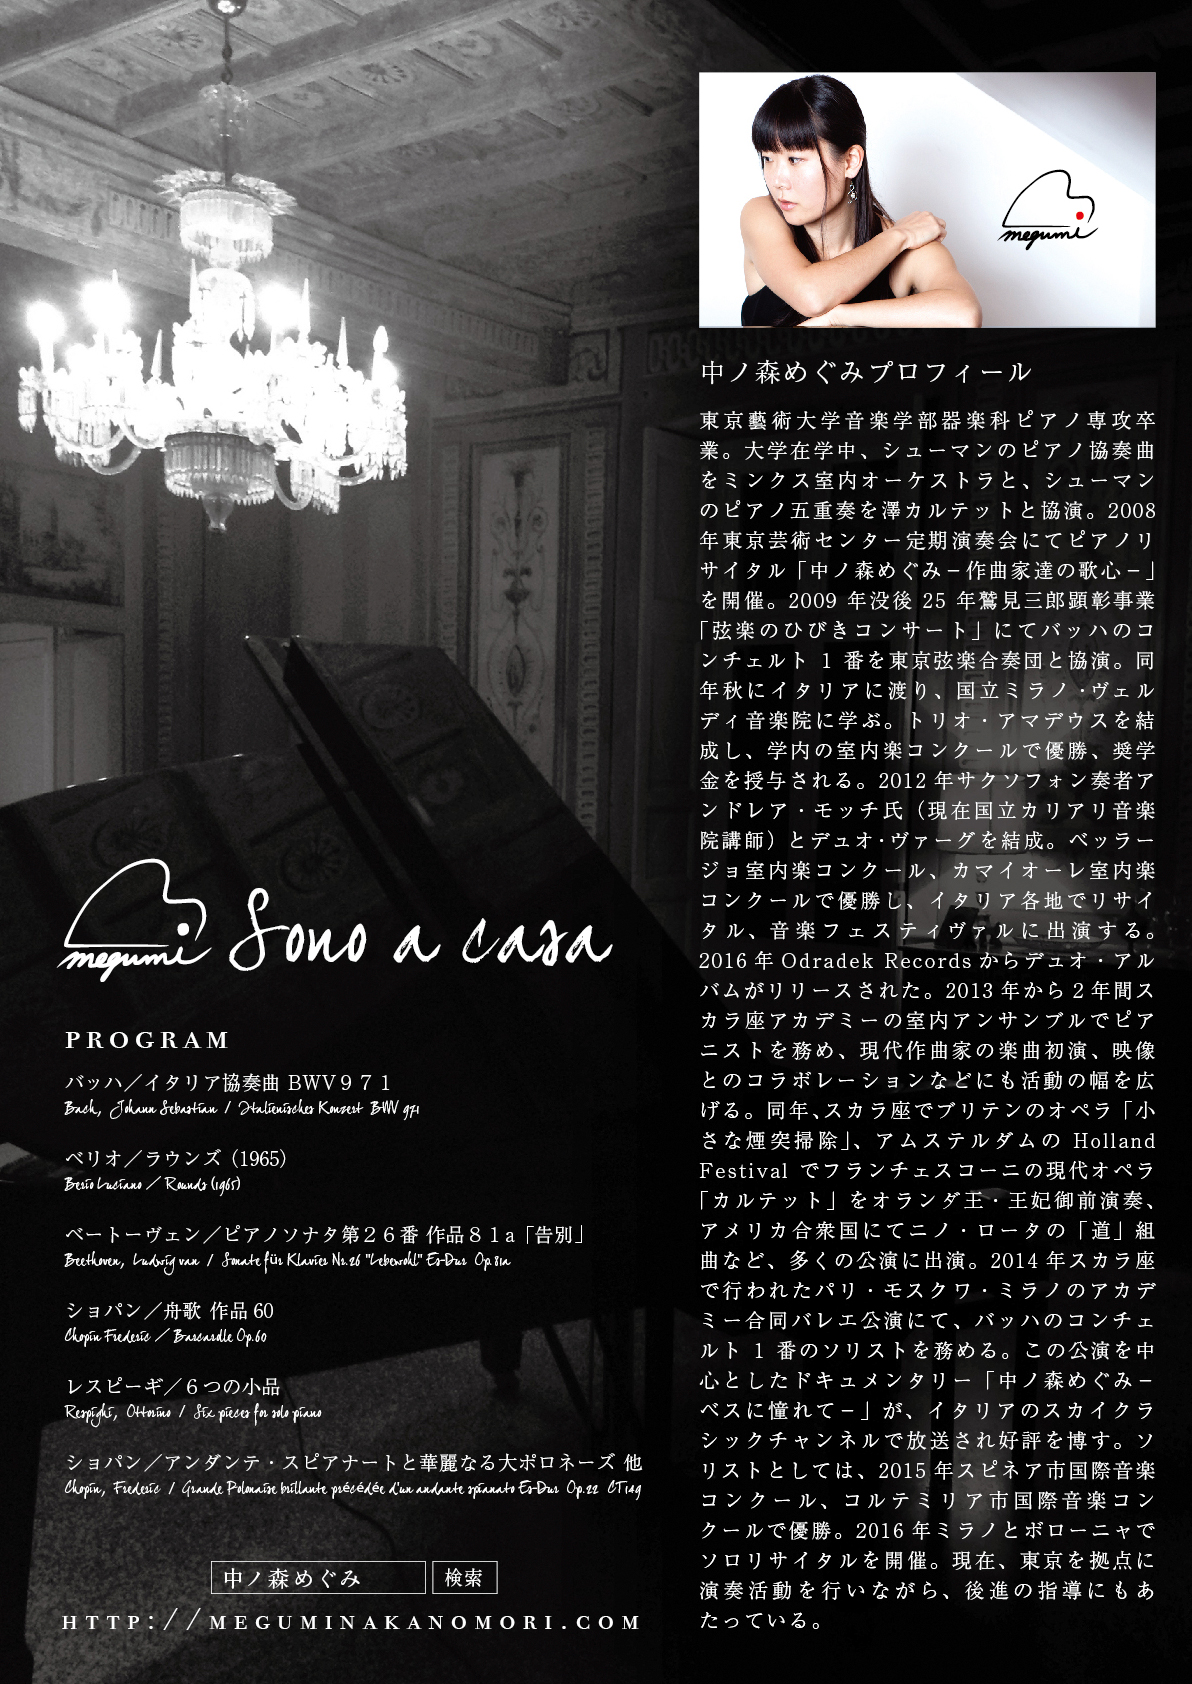 megumi
中ノ森めぐみプロフィール
東京藝術大学音楽学部器楽科ピアノ専攻卒
業。大学在学中、シューマンのピアノ協奏曲
をミンクス室内オーケストラと、シューマン
のピアノ五重奏を澤カルテットと協演。2008
年東京芸術センター定期演奏会にてピアノリ
サイタル「中ノ森めぐみ－作曲家達の歌心－」
を開催。2009 年没後 25 年鷲見三郎顕彰事業
「弦楽のひびきコンサート」にてバッハのコ
ンチェルト 1 番を東京弦楽合奏団と協演。同
年秋にイタリアに渡り、国立ミラノ・ヴェル
ディ音楽院に学ぶ。トリオ・アマデウスを結
成し、学内の室内楽コンクールで優勝、奨学
金を授与される。2012 年サクソフォン奏者ア
ンドレア・モッチ氏（現在国立カリアリ音楽
院講師）とデュオ・ヴァーグを結成。ベッラー
ジョ室内楽コンクール、カマイオーレ室内楽
コンクールで優勝し、イタリア各地でリサイ
タル、音楽フェスティヴァルに出演する。
2016 年 Odradek Records からデュオ・アル
バムがリリースされた。2013 年から 2 年間ス
カラ座アカデミーの室内アンサンブルでピア
ニストを務め、現代作曲家の楽曲初演、映像
とのコラボレーションなどにも活動の幅を広
げる。同年、スカラ座でブリテンのオペラ「小
さな煙突掃除」、アムステルダムの Holland
Festival でフランチェスコーニの現代オペラ
「カルテット」をオランダ王・王妃御前演奏、
アメリカ合衆国にてニノ・ロータの「道」組
曲など、多くの公演に出演。2014 年スカラ座
で行われたパリ・モスクワ・ミラノのアカデ
ミー合同バレエ公演にて、バッハのコンチェ
ルト 1 番のソリストを務める。この公演を中
心としたドキュメンタリー「中ノ森めぐみ－
ベスに憧れて－」が、イタリアのスカイクラ
シックチャンネルで放送され好評を博す。ソ
リストとしては、2015 年スピネア市国際音楽
コンクール、コルテミリア市国際音楽コン
クールで優勝。2016 年ミラノとボローニャで
ソロリサイタルを開催。現在、東京を拠点に
演奏活動を行いながら、後進の指導にもあ
たっている。
megumi Sono a casa
PROGRAM
バッハ／イタリア協奏曲 BWV９７１
Bach, Johann Sebastian / Italienisches Konzert BWV 971
ベリオ／ラウンズ（1965）
Berio Luciano / Rounds (1965)
ベートーヴェン／ピアノソナタ第２６番 作品８１a「告別」
Beethoven, Ludwig van / Sonate für Klavier Nr.26 "Lebewohl" Es-Dur Op.81a
ショパン／舟歌 作品 60
Chopin Frederic / Barcardlle Op.60
レスピーギ／６つの小品
Respighi, Ottorino / Six pieces for solo piano
ショパン／アンダンテ・スピアナートと華麗なる大ポロネーズ 他
Chopin, Frederic / Grande Polonaise brillante précédée d'un andante spianato Es-Dur Op.22 CT149
中ノ森めぐみ 検索
HTTP://MEGUMINAKANOMORI.COM